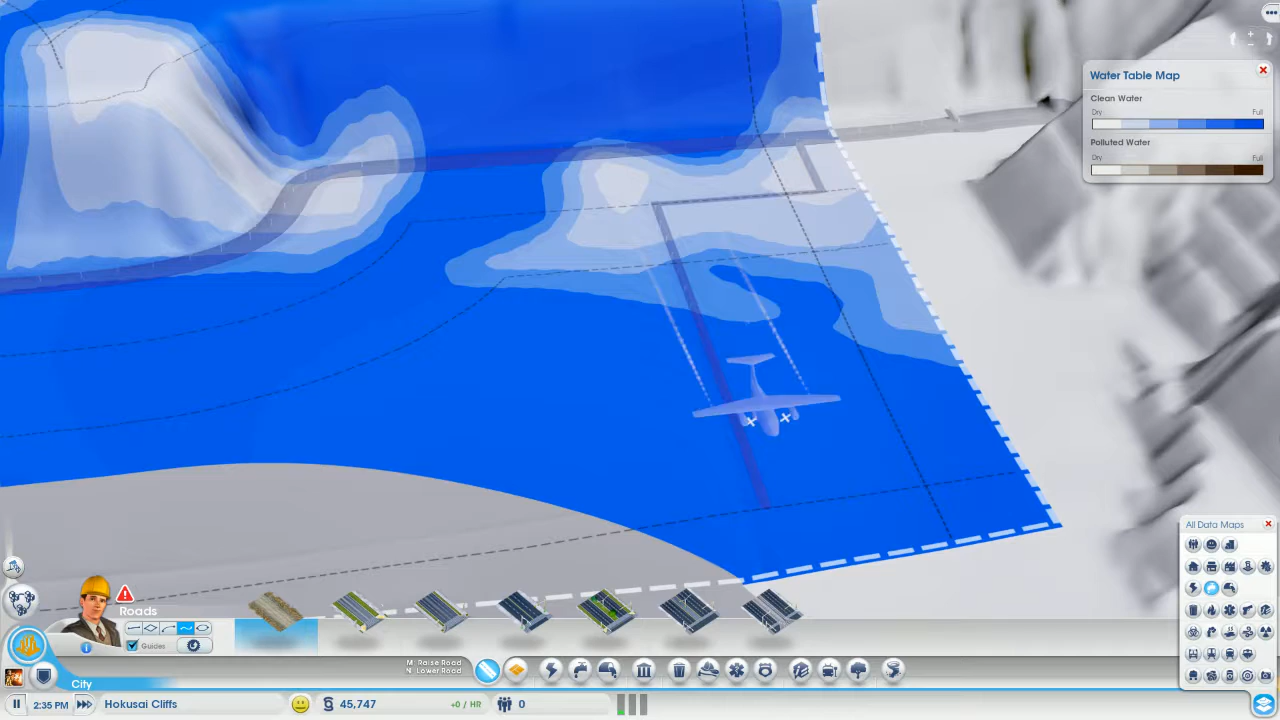 Water Table Map
Clean Water
Dry Full
Polluted Water
Dry Full
All Data Maps
Roads
Guides
M: Raise Road
N: Lower Road
City
2:35 PM Hokusai Cliffs 45,747 +0 / HR 0